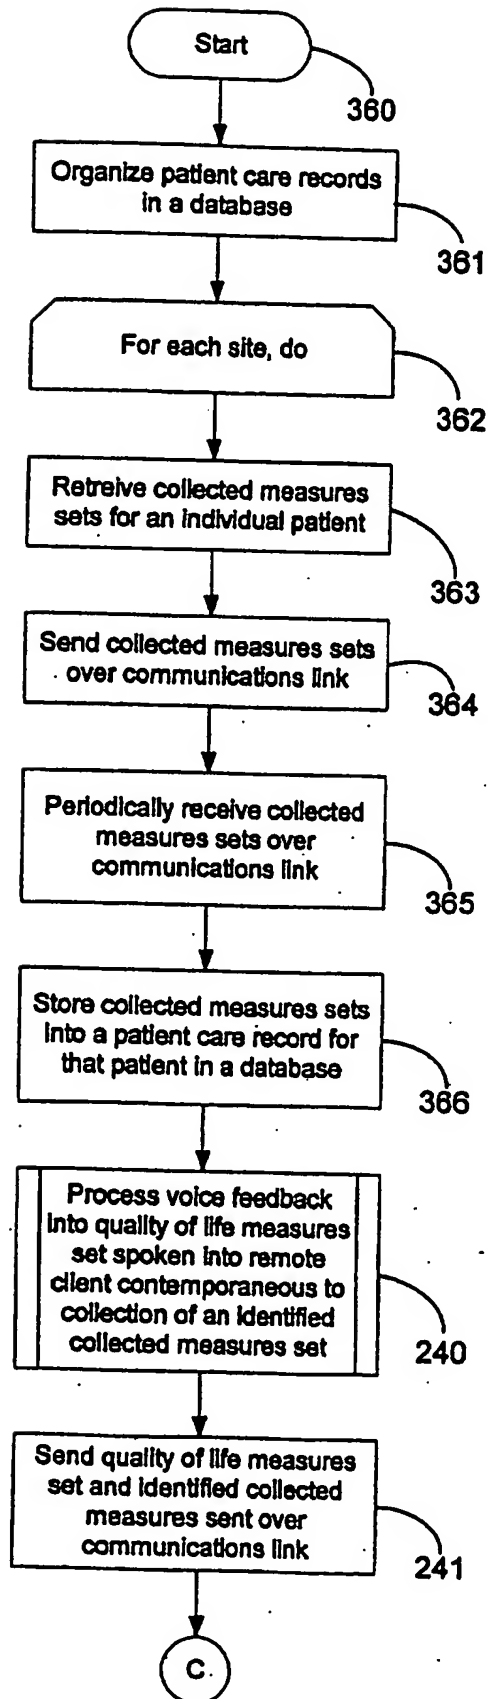 Start
360
Organize patient care records
in a database
361
For each site, do
362
Retreive collected measures
sets for an individual patient
363
Send collected measures sets
over communications link
364
Periodically receive collected
measures sets over
communications link
365
Store collected measures sets
into a patient care record for
that patient in a database
366
Process voice feedback
into quality of life measures
set spoken into remote
client contemporaneous to
collection of an identified
collected measures set
240
Send quality of life measures
set and identified collected
measures sent over
communications link
241
C